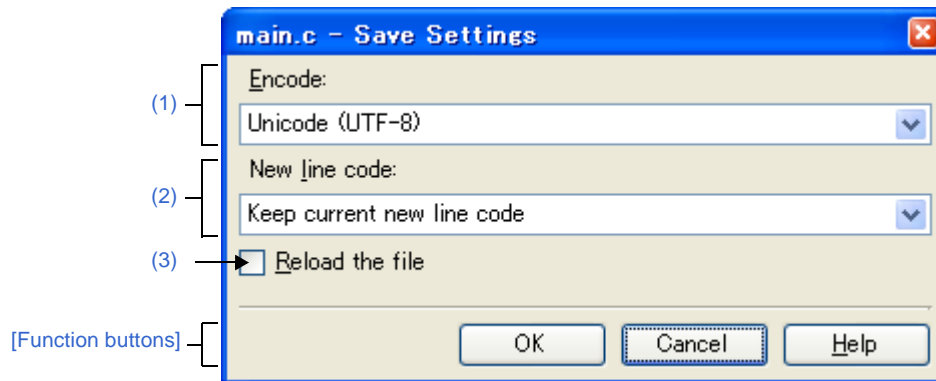 main.c - Save Settings
(1)
Encode:
Unicode (UTF-8)
(2)
New line code:
Keep current new line code
(3)
Reload the file
[Function buttons]
OK Cancel Help